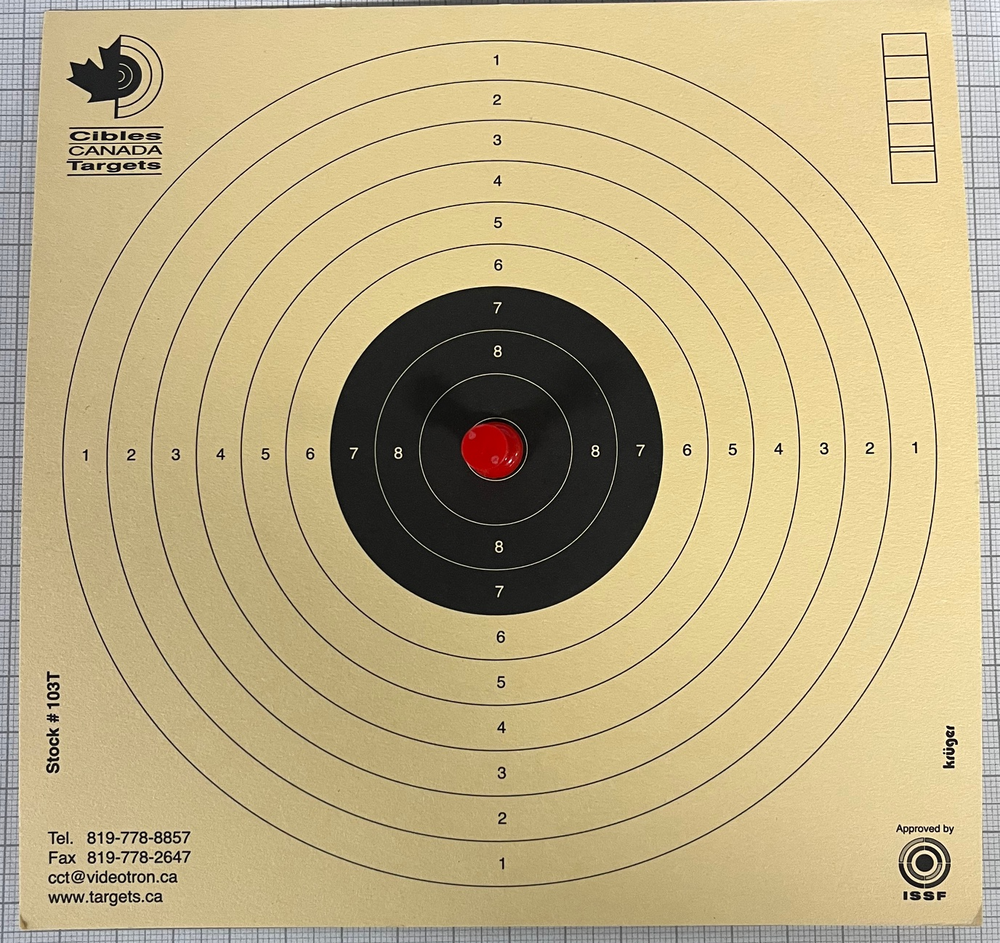 Cibles
CANADA
Targets
1
2
3
4
5
6
7
8
1 2 3 4 5 6 7 8 8 7 6 5 4 3 2 1
8
7
6
5
4
3
2
1
Stock # 103T
krüger
Tel. 819-778-8857
Fax 819-778-2647
cct@videotron.ca
www.targets.ca
Approved by
ISSF